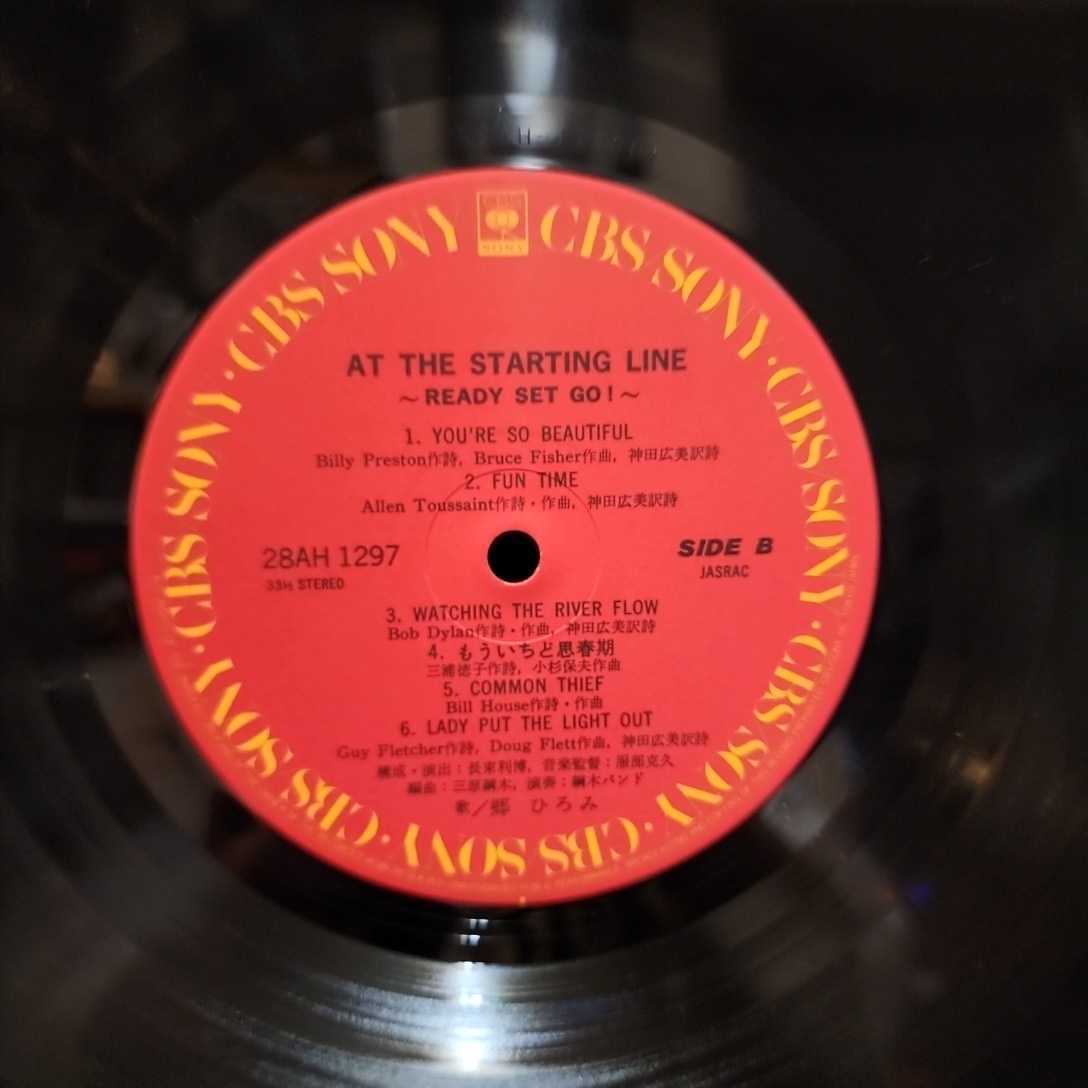 CBS SONY · CBS SONY · CBS SONY · CBS SONY · CBS SONY · CBS SONY · CBS SONY · CBS SONY
SONY
AT THE STARTING LINE
～READY SET GO!～
1. YOU'RE SO BEAUTIFUL
Billy Preston作詩, Bruce Fisher作曲, 神田広美訳詩
2. FUN TIME
Allen Toussaint作詩・作曲, 神田広美訳詩
28AH 1297
33⅓ STEREO
SIDE B
JASRAC
3. WATCHING THE RIVER FLOW
Bob Dylan作詩・作曲, 神田広美訳詩
4. もういちど思春期
三浦徳子作詩, 小杉保夫作曲
5. COMMON THIEF
Bill House作詩・作曲
6. LADY PUT THE LIGHT OUT
Guy Fletcher作詩, Doug Flett作曲, 神田広美訳詩
構成・演出：長束利博, 音楽監督：服部克久
編曲：三原綱木, 演奏：綱木バンド
歌／郷 ひろみ